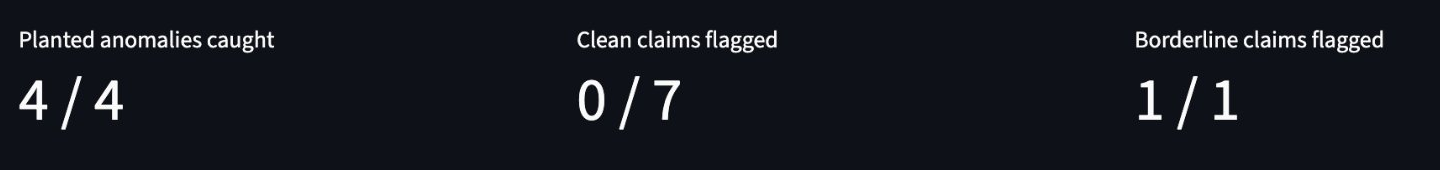 Planted anomalies caught
4 / 4
Clean claims flagged
0 / 7
Borderline claims flagged
1 / 1